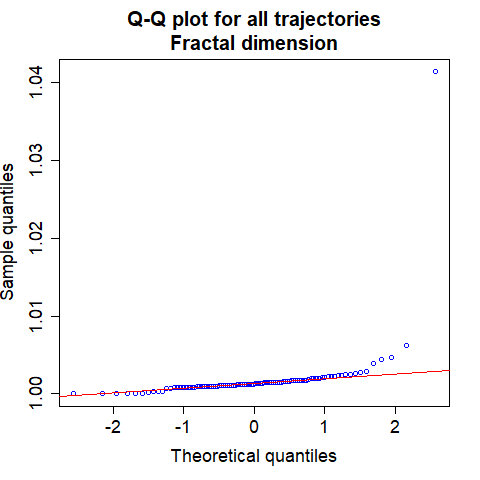 Q-Q plot for all trajectories
Fractal dimension
Sample quantiles
1.04
1.03
1.02
1.01
1.00
-2
-1
0
1
2
Theoretical quantiles